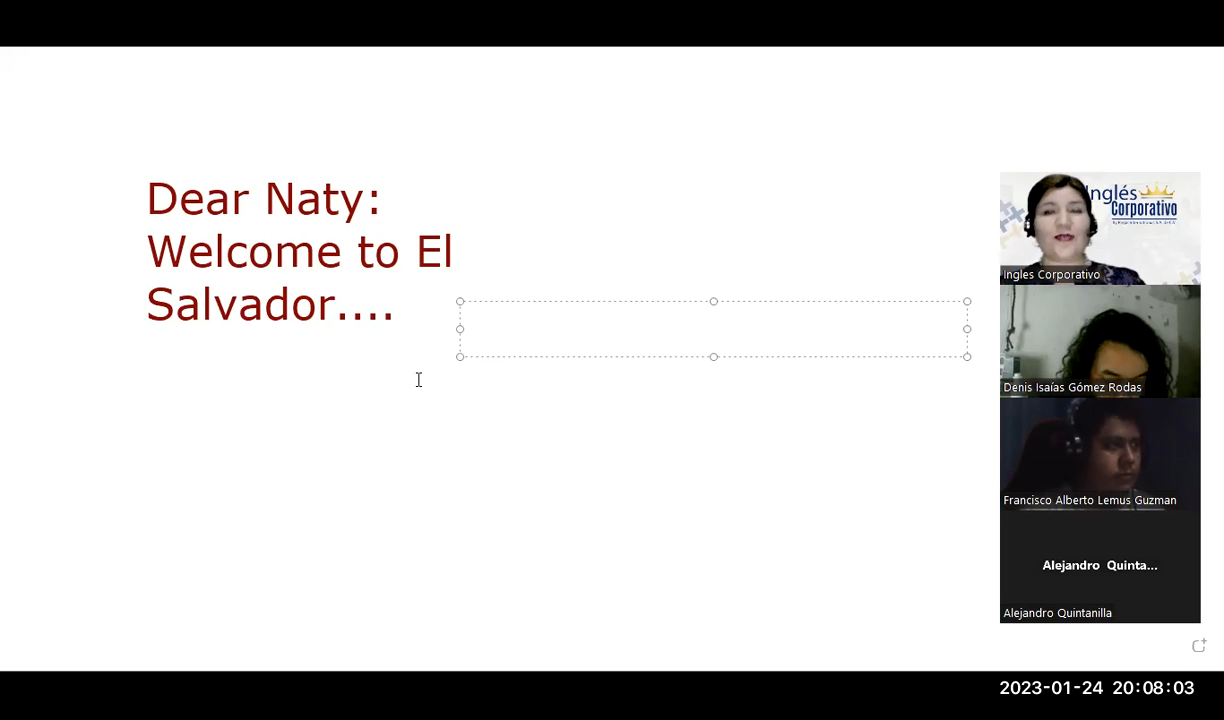 Dear Naty:
Welcome to El
Salvador....
Inglés
Corporativo
Ingles Corporativo
Denis Isaías Gómez Rodas
Francisco Alberto Lemus Guzman
Alejandro Quinta...
Alejandro Quintanilla
2023-01-24 20:08:03